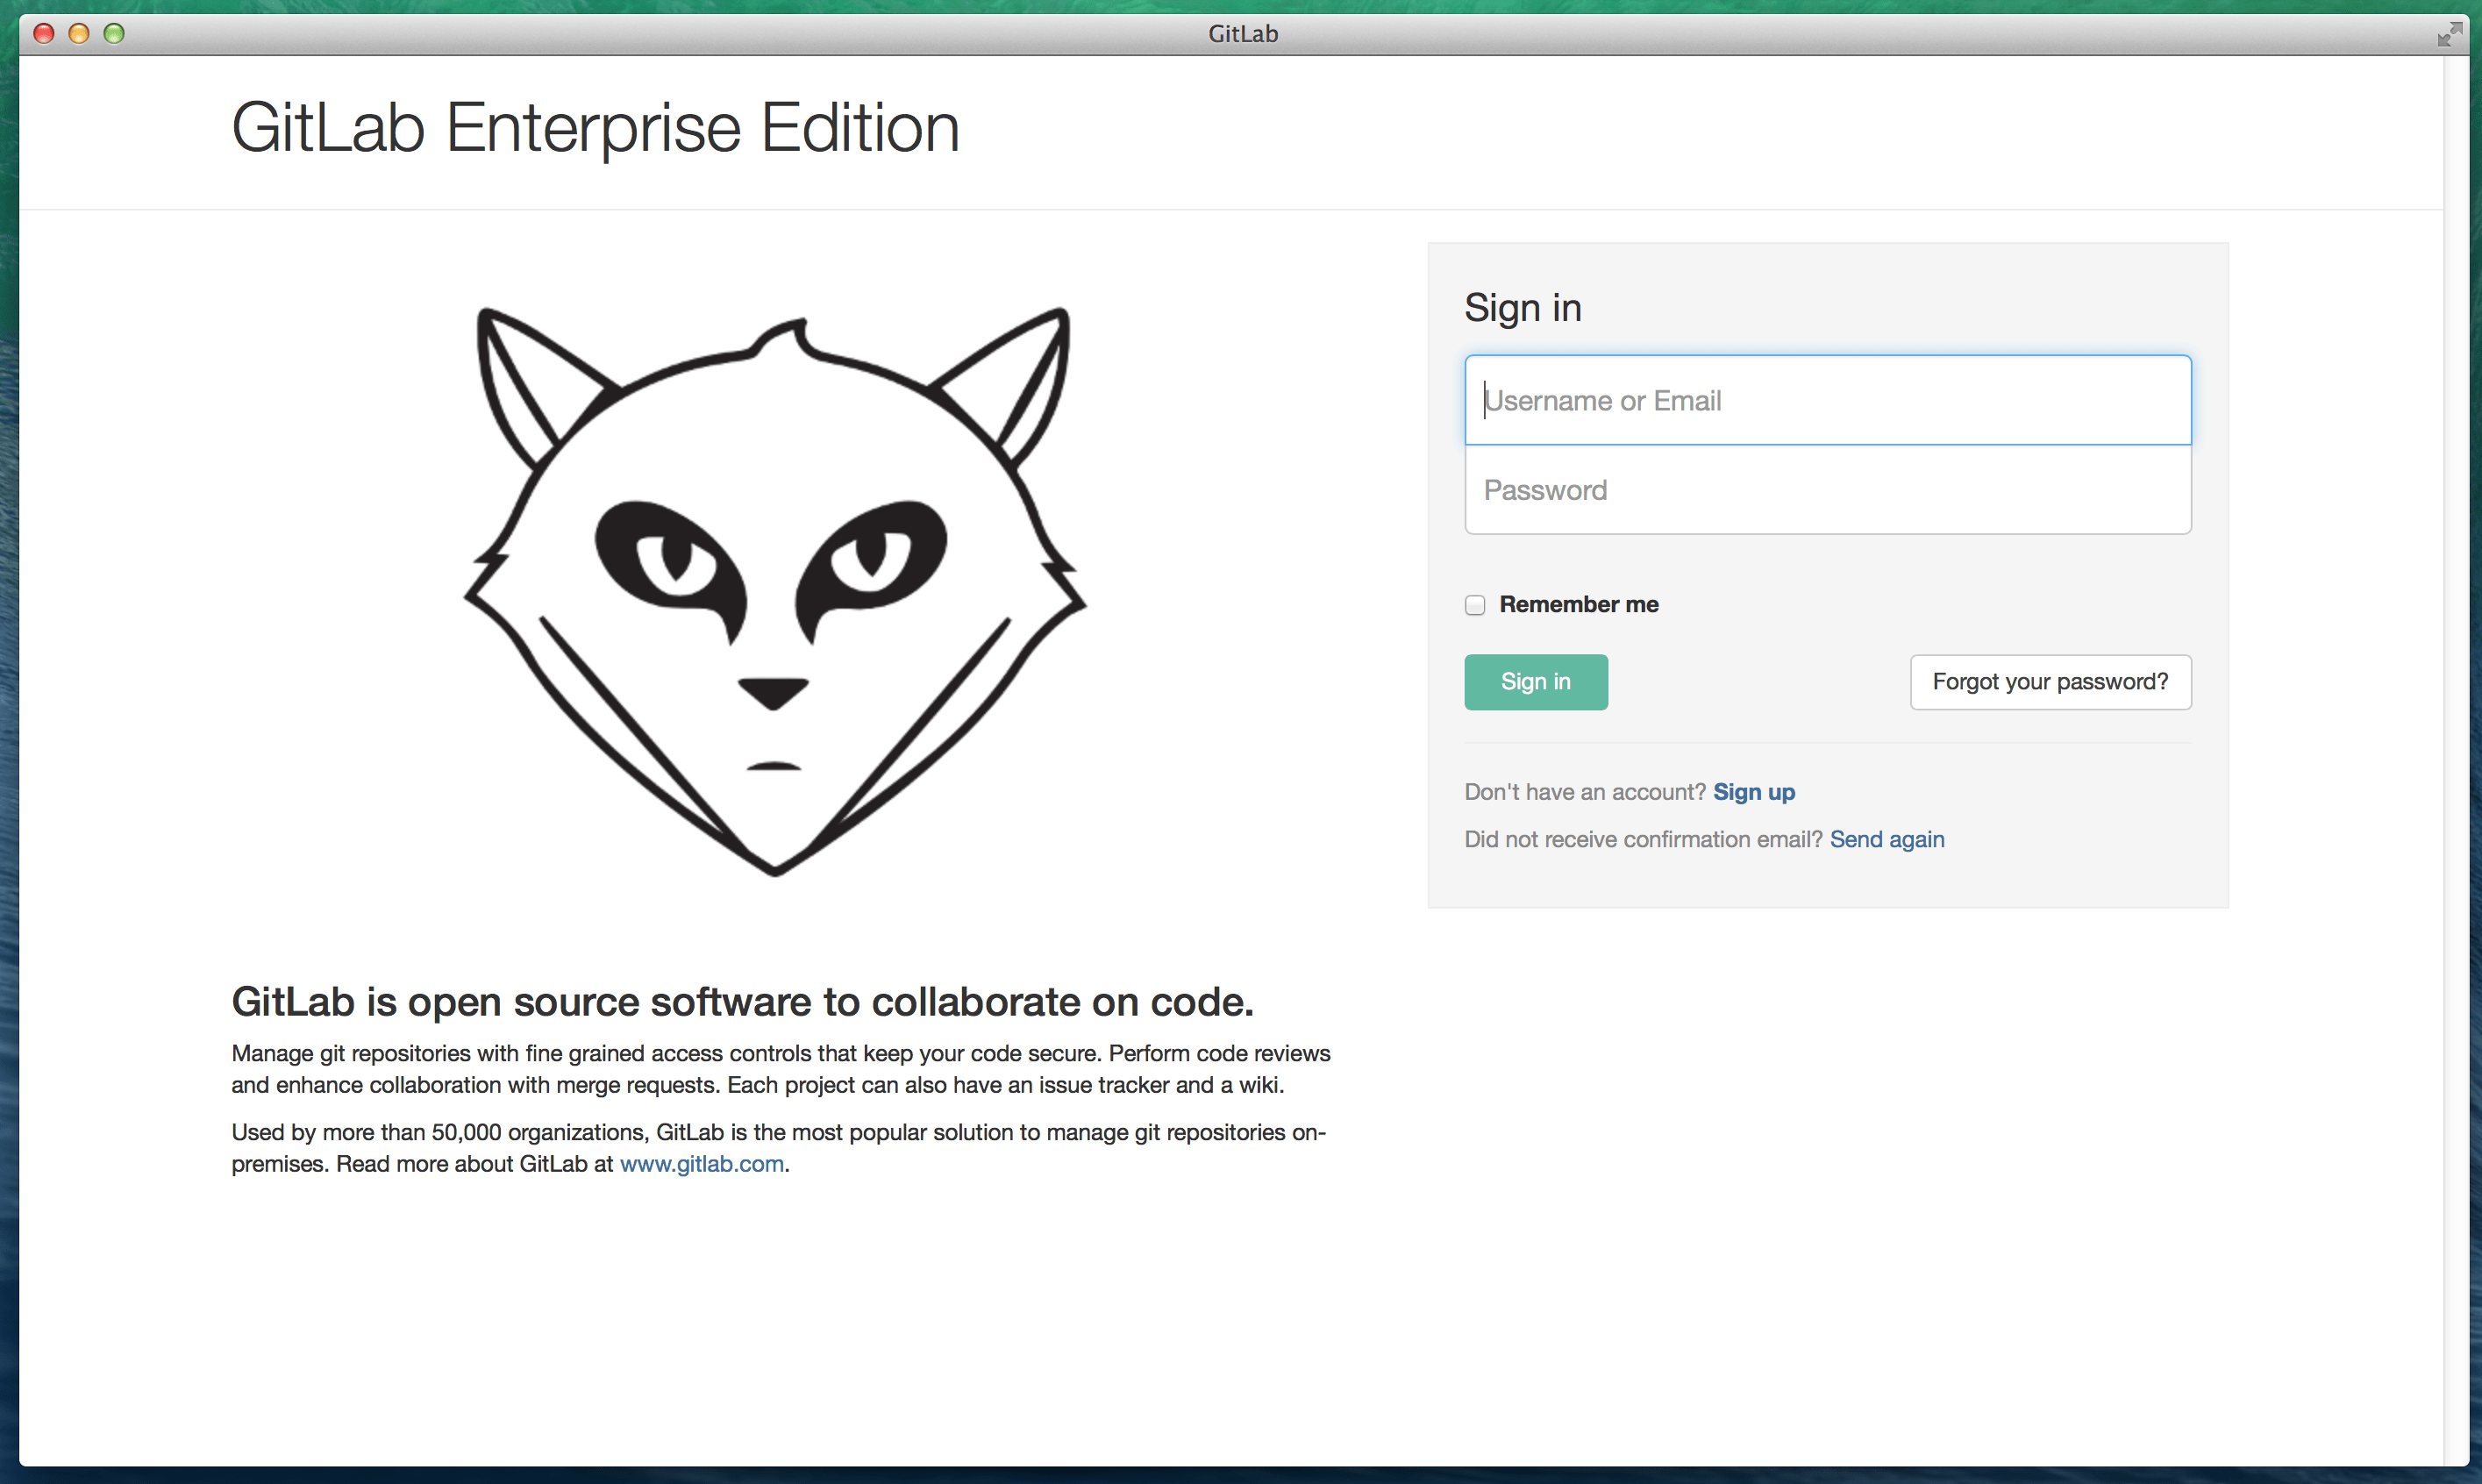 GitLab
GitLab Enterprise Edition
Sign in
Username or Email
Password
Remember me
Sign in
Forgot your password?
Don't have an account? Sign up
Did not receive confirmation email? Send again
GitLab is open source software to collaborate on code.
Manage git repositories with fine grained access controls that keep your code secure. Perform code reviews
and enhance collaboration with merge requests. Each project can also have an issue tracker and a wiki.
Used by more than 50,000 organizations, GitLab is the most popular solution to manage git repositories on-
premises. Read more about GitLab at www.gitlab.com.